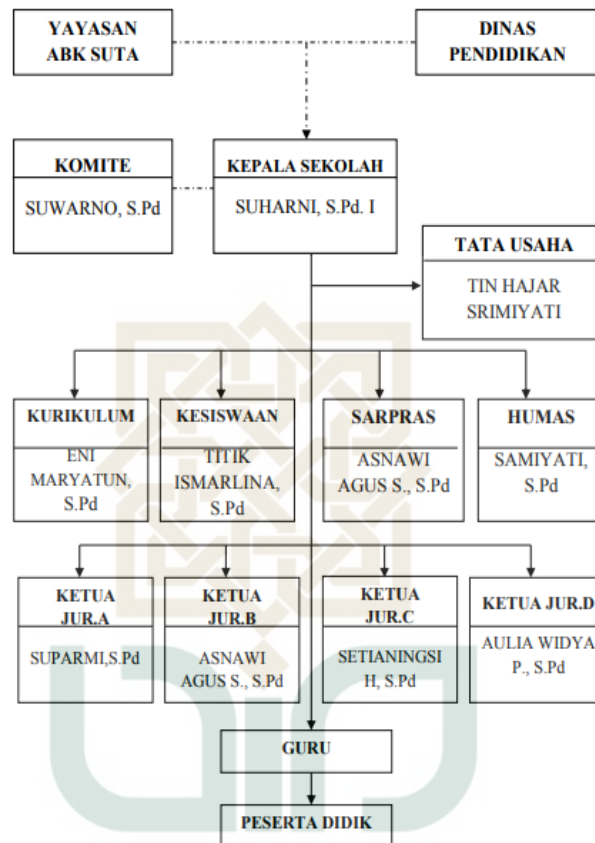 YAYASAN
ABK SUTA
DINAS
PENDIDIKAN
KOMITE
SUWARNO, S.Pd
KEPALA SEKOLAH
SUHARNI, S.Pd. I
TATA USAHA
TIN HAJAR
SRIMIYATI
KURIKULUM
ENI
MARYATUN,
S.Pd
KESISWAAN
TITIK
ISMARLINA,
S.Pd
SARPRAS
ASNAWI
AGUS S., S.Pd
HUMAS
SAMIYATI,
S.Pd
KETUA
JUR.A
SUPARMI,S.Pd
KETUA
JUR.B
ASNAWI
AGUS S., S.Pd
KETUA
JUR.C
SETIANINGSI
H, S.Pd
KETUA JUR.D
AULIA WIDYA
P., S.Pd
GURU
PESERTA DIDIK